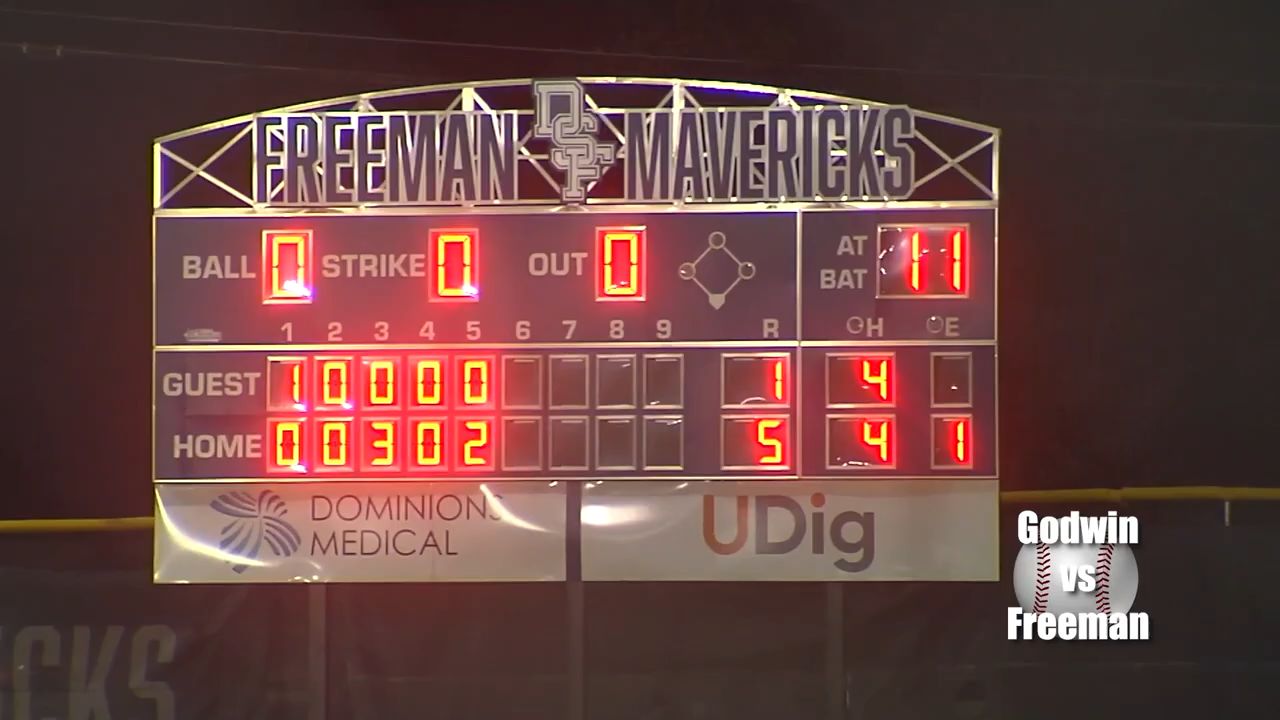 FREEMAN DSF MAVERICKS
BALL 0 STRIKE 0 OUT 0 AT BAT 11
1 2 3 4 5 6 7 8 9 R H E
GUEST 1 0 0 0 0 1 4
HOME 0 0 3 0 2 5 4 1
DOMINIONS
MEDICAL
UDig
Godwin
vs
Freeman
CKS